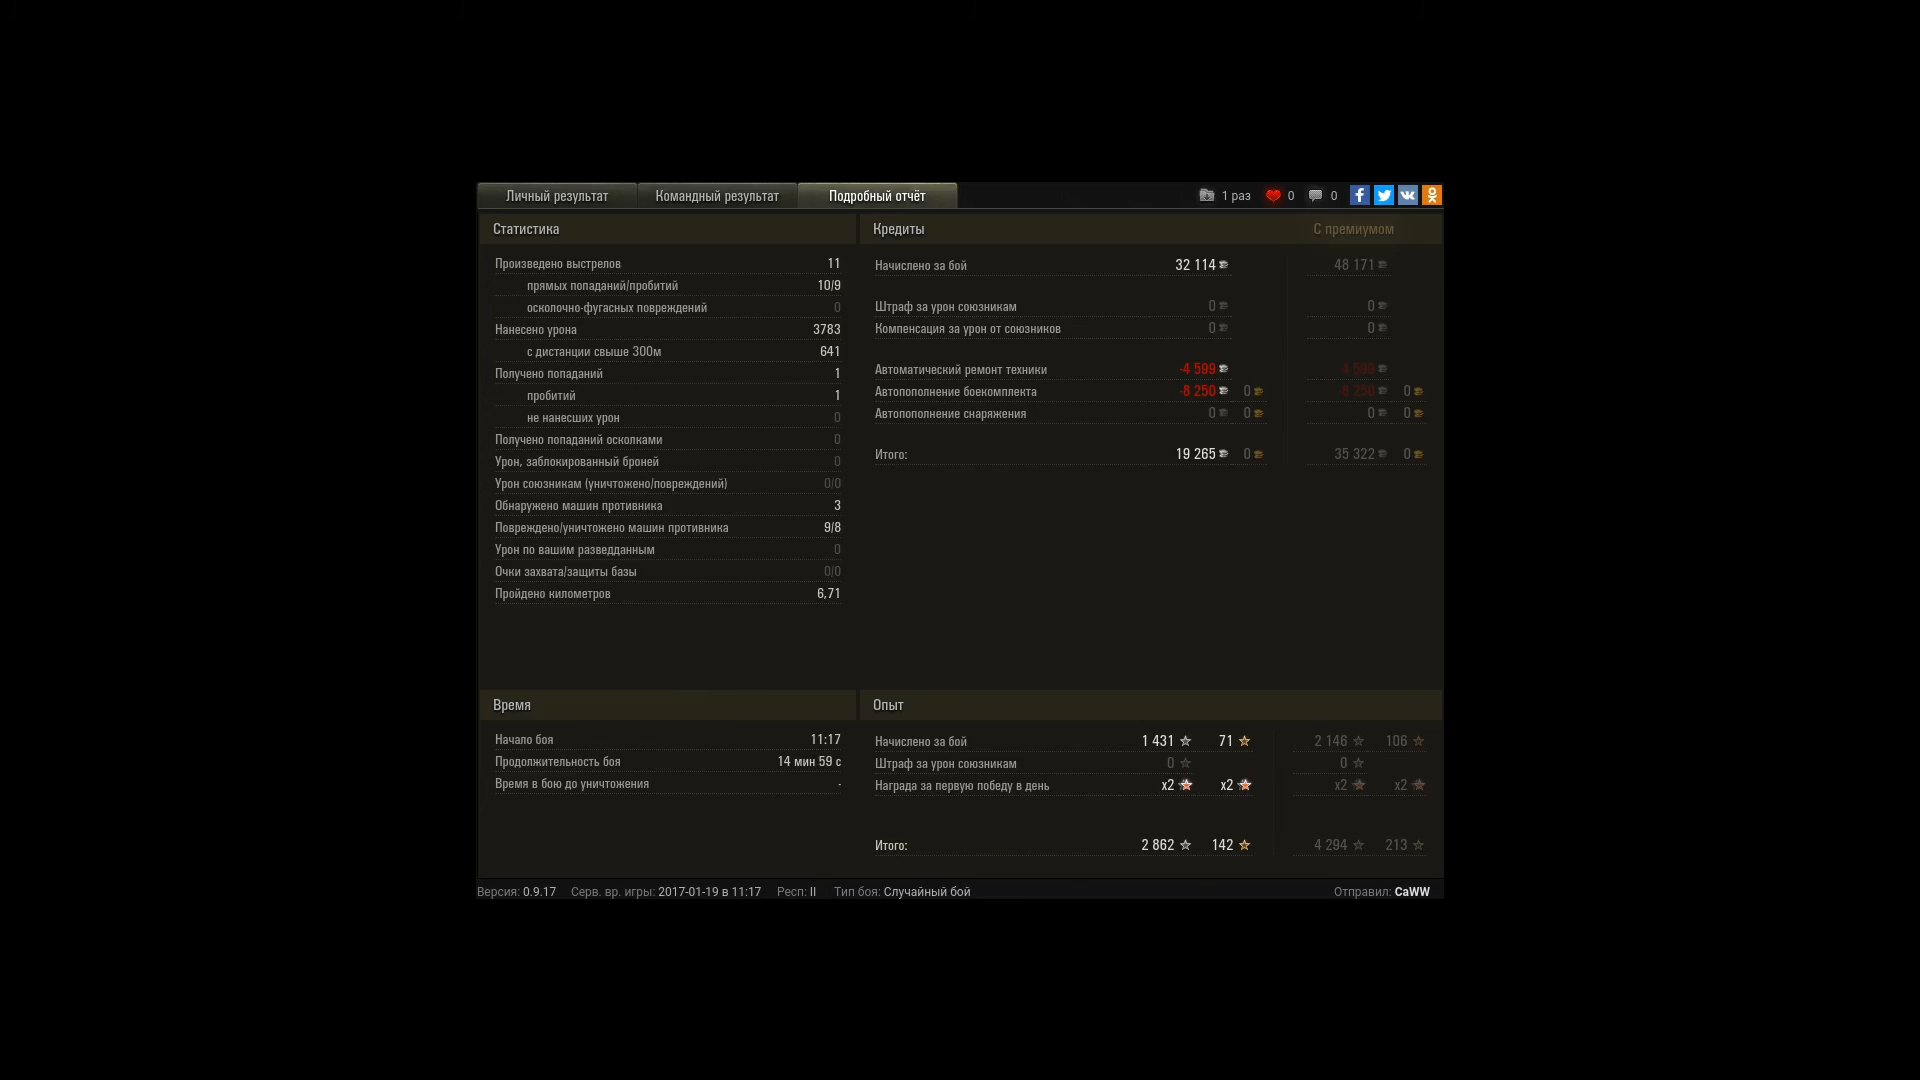 Личный результат Командный результат Подробный отчёт 1 раз 0 0
Статистика
Произведено выстрелов 11
прямых попаданий/пробитий 10/9
осколочно-фугасных повреждений 0
Нанесено урона 3783
с дистанции свыше 300м 641
Получено попаданий 1
пробитий 1
не нанесших урон 0
Получено попаданий осколками 0
Урон, заблокированный броней 0
Урон союзникам (уничтожено/повреждений) 0/0
Обнаружено машин противника 3
Повреждено/уничтожено машин противника 9/8
Урон по вашим разведданным 0
Очки захвата/защиты базы 0/0
Пройдено километров 6,71
Кредиты С премиумом
Начислено за бой 32 114 48 171
Штраф за урон союзникам 0 0
Компенсация за урон от союзников 0 0
Автоматический ремонт техники -4 599 -4 599
Автопополнение боекомплекта -8 250 0 -8 250 0
Автопополнение снаряжения 0 0 0 0
Итого: 19 265 0 35 322 0
Время
Начало боя 11:17
Продолжительность боя 14 мин 59 с
Время в бою до уничтожения -
Опыт
Начислено за бой 1 431 71 2 146 106
Штраф за урон союзникам 0 0
Награда за первую победу в день x2 x2 x2 x2
Итого: 2 862 142 4 294 213
Версия: 0.9.17 Серв. вр. игры: 2017-01-19 в 11:17 Респ: II Тип боя: Случайный бой Отправил: CaWW